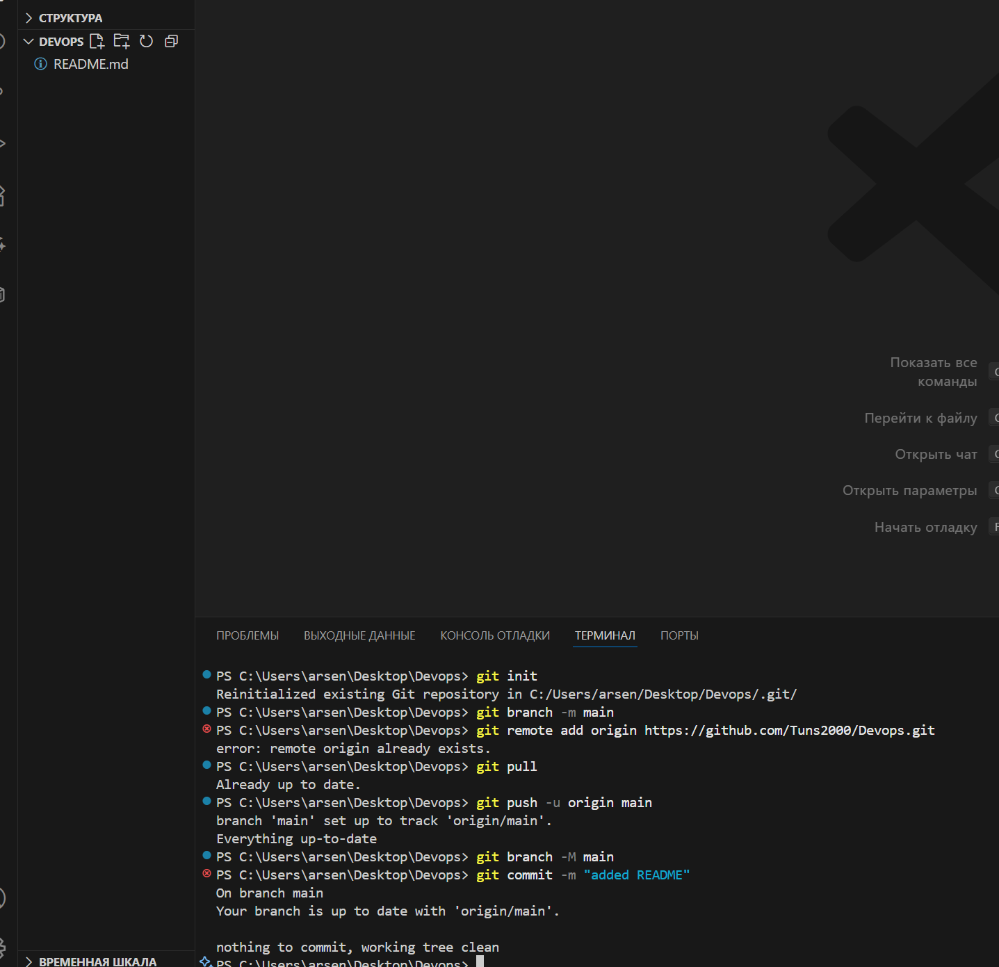 СТРУКТУРА
DEVOPS
README.md
Показать все
команды
Перейти к файлу
Открыть чат
Открыть параметры
Начать отладку
ПРОБЛЕМЫ ВЫХОДНЫЕ ДАННЫЕ КОНСОЛЬ ОТЛАДКИ ТЕРМИНАЛ ПОРТЫ
PS C:\Users\arsen\Desktop\Devops> git init
Reinitialized existing Git repository in C:/Users/arsen/Desktop/Devops/.git/
PS C:\Users\arsen\Desktop\Devops> git branch -m main
PS C:\Users\arsen\Desktop\Devops> git remote add origin https://github.com/Tuns2000/Devops.git
error: remote origin already exists.
PS C:\Users\arsen\Desktop\Devops> git pull
Already up to date.
PS C:\Users\arsen\Desktop\Devops> git push -u origin main
branch 'main' set up to track 'origin/main'.
Everything up-to-date
PS C:\Users\arsen\Desktop\Devops> git branch -M main
PS C:\Users\arsen\Desktop\Devops> git commit -m "added README"
On branch main
Your branch is up to date with 'origin/main'.
nothing to commit, working tree clean
PS C:\Users\arsen\Desktop\Devops>
ВРЕМЕННАЯ ШКАЛА